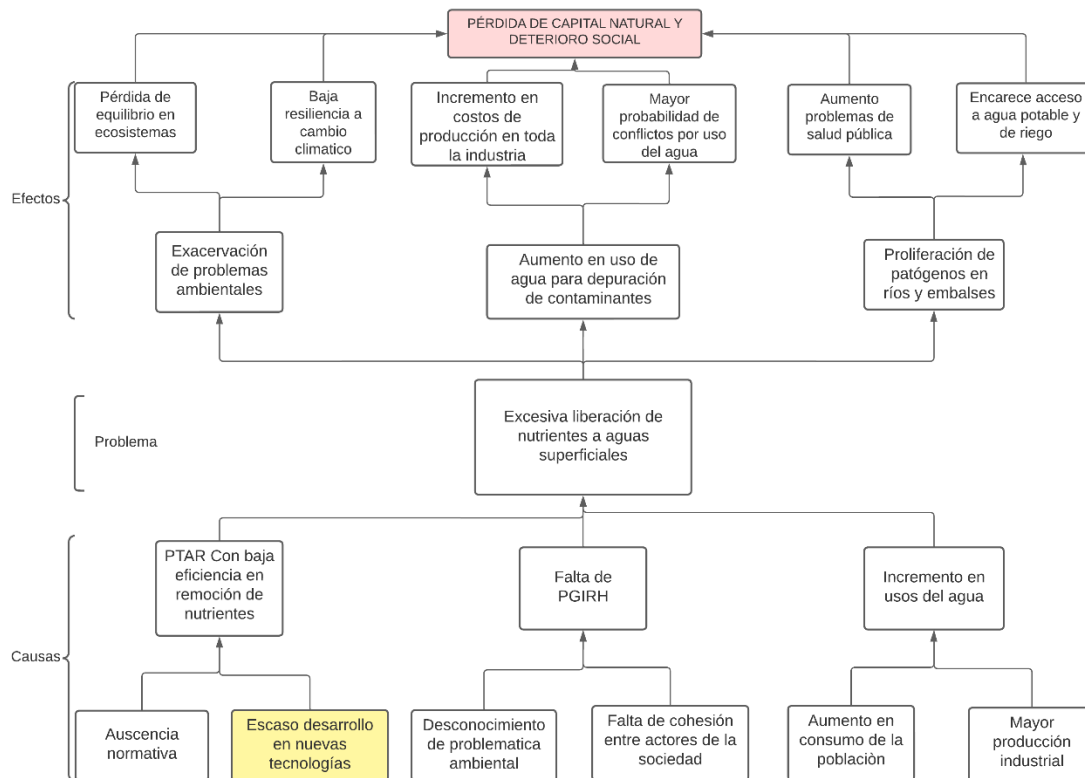 PÉRDIDA DE CAPITAL NATURAL Y
DETERIORO SOCIAL
Pérdida de
equilibrio en
ecosistemas
Baja
resiliencia a
cambio
climatico
Incremento en
costos de
producción en toda
la industria
Mayor
probabilidad de
conflictos por uso
del agua
Aumento
problemas de
salud pública
Encarece acceso
a agua potable y
de riego
Efectos
Exacervación
de problemas
ambientales
Aumento en uso de
agua para depuración
de contaminantes
Proliferación de
patógenos en
ríos y embalses
Problema
Excesiva liberación de
nutrientes a aguas
superficiales
PTAR Con baja
eficiencia en
remoción de
nutrientes
Falta de
PGIRH
Incremento en
usos del agua
Causas
Auscencia
normativa
Escaso desarrollo
en nuevas
tecnologías
Desconocimiento
de problematica
ambiental
Falta de cohesión
entre actores de la
sociedad
Aumento en
consumo de la
poblaciòn
Mayor
producción
industrial